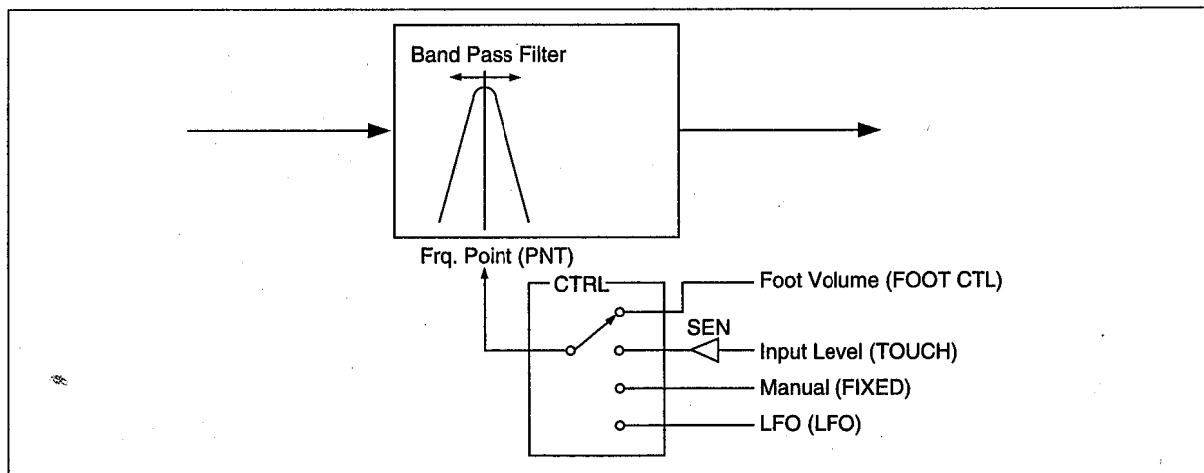 Band Pass Filter
Frq. Point (PNT)
CTRL
Foot Volume (FOOT CTL)
SEN
Input Level (TOUCH)
Manual (FIXED)
LFO (LFO)